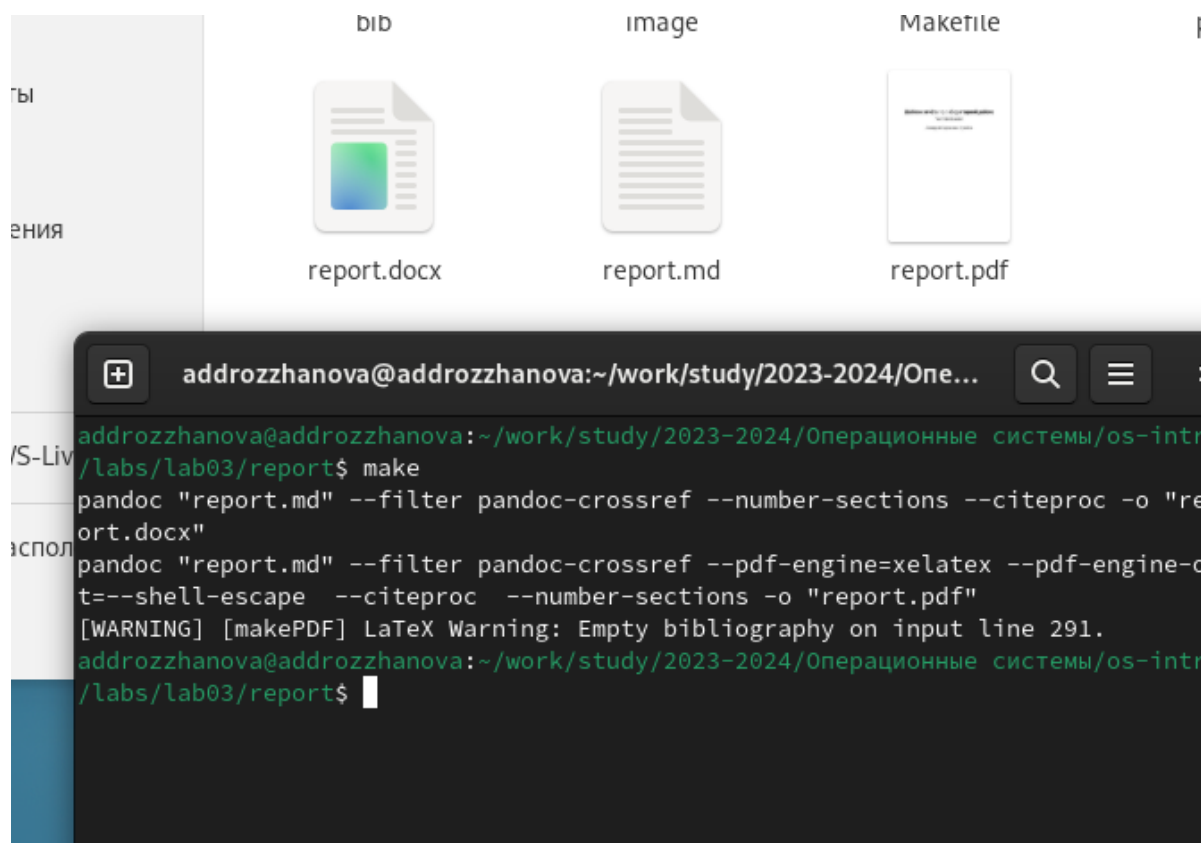 bib image Makefile
ты
ения
report.docx report.md report.pdf
addrozzhanova@addrozzhanova:~/work/study/2023-2024/Опе...
addrozzhanova@addrozzhanova:~/work/study/2023-2024/Операционные системы/os-intr
/labs/lab03/report$ make
pandoc "report.md" --filter pandoc-crossref --number-sections --citeproc -o "re
ort.docx"
pandoc "report.md" --filter pandoc-crossref --pdf-engine=xelatex --pdf-engine-o
t=--shell-escape --citeproc --number-sections -o "report.pdf"
[WARNING] [makePDF] LaTeX Warning: Empty bibliography on input line 291.
addrozzhanova@addrozzhanova:~/work/study/2023-2024/Операционные системы/os-intr
/labs/lab03/report$
/S-Liv
аспол